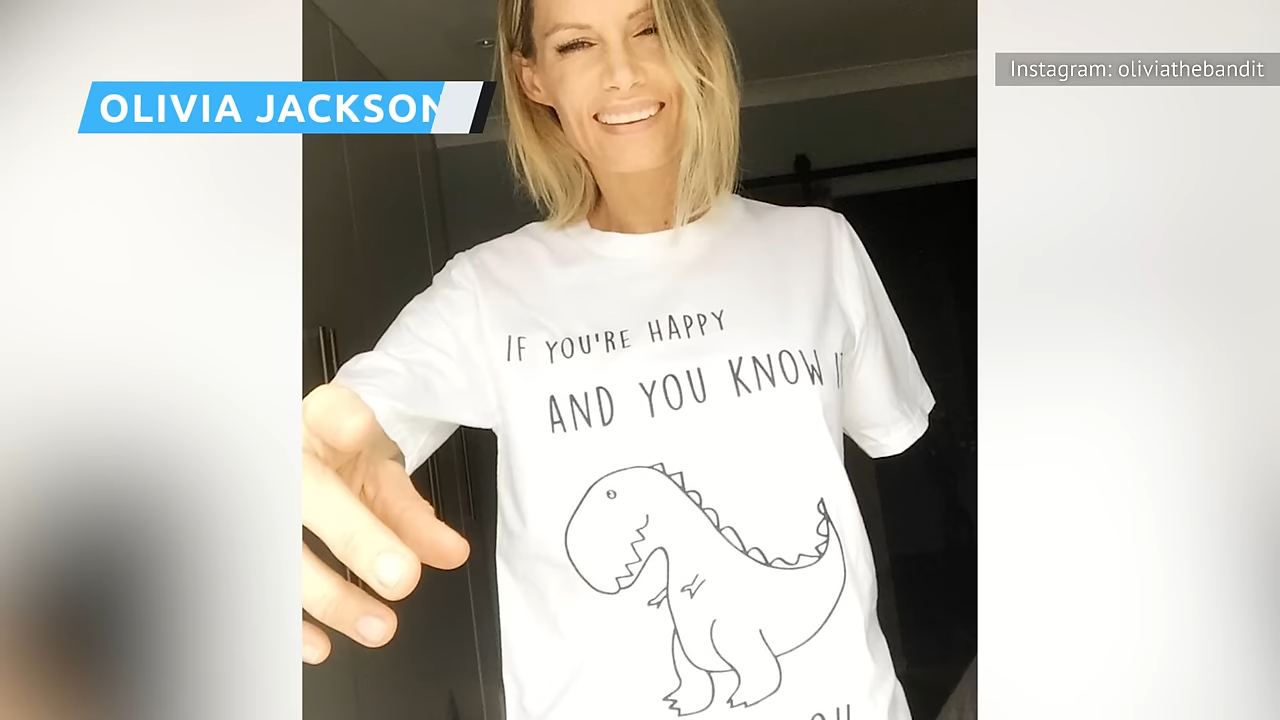 OLIVIA JACKSON
Instagram: oliviathebandit
IF YOU'RE HAPPY
AND YOU KNOW